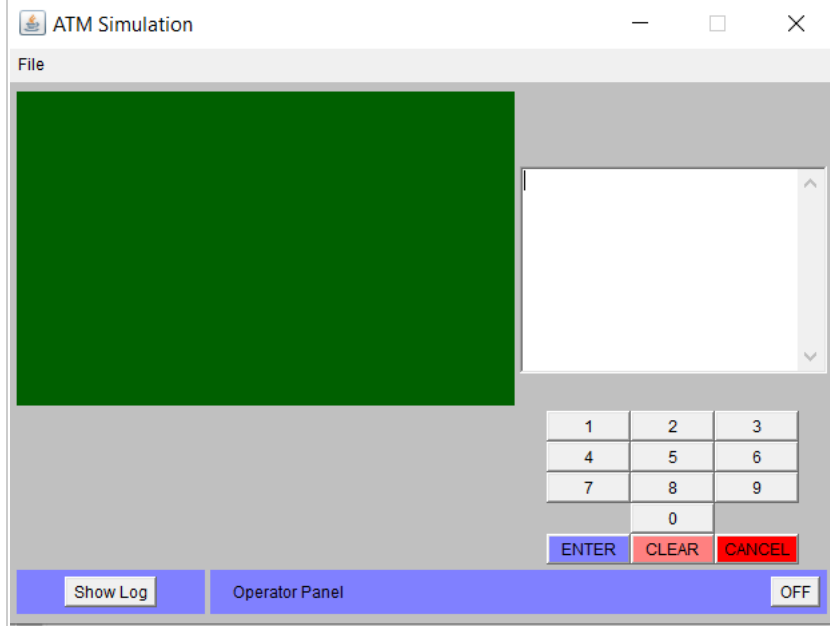 ATM Simulation
File
1 2 3
4 5 6
7 8 9
0
ENTER CLEAR CANCEL
Show Log Operator Panel OFF